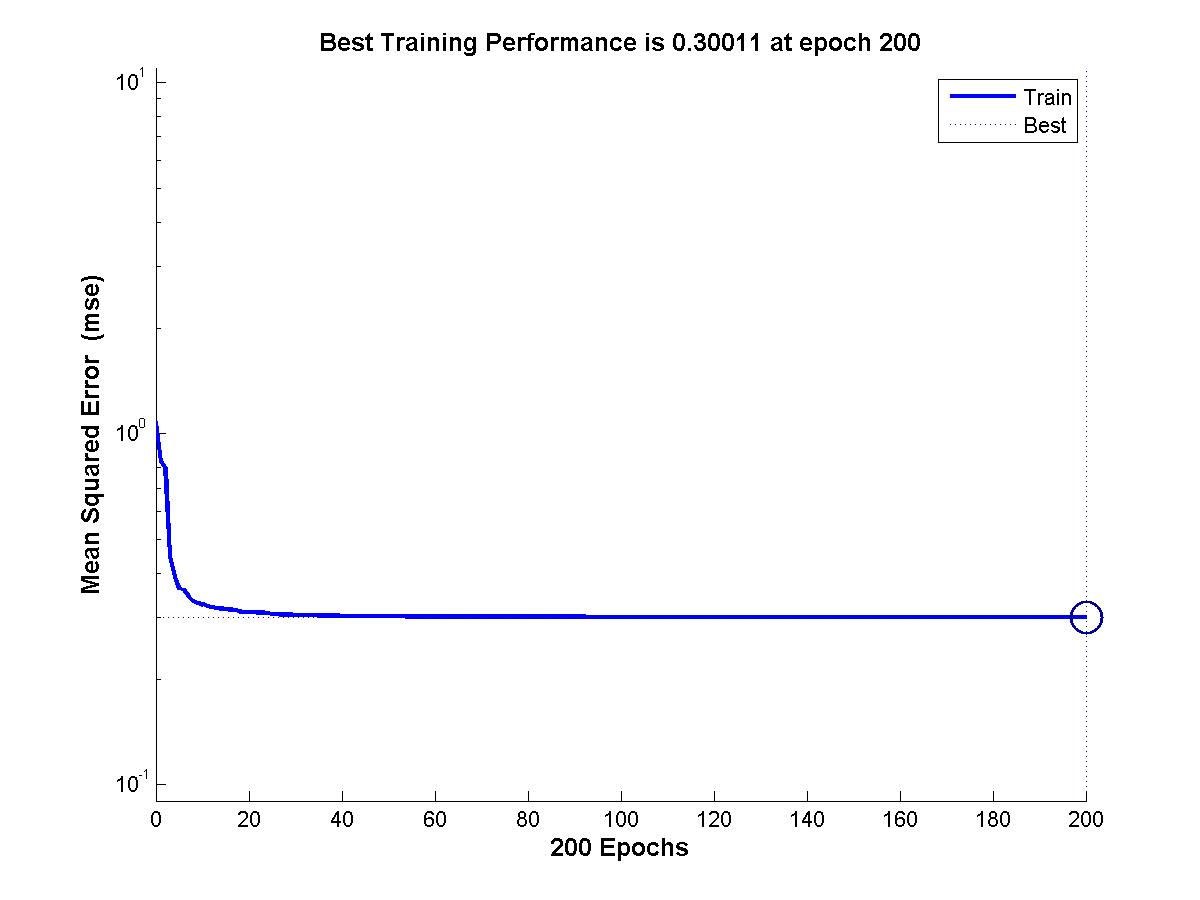 Best Training Performance is 0.30011 at epoch 200
10^1
Train
Best
Mean Squared Error (mse)
10^0
10^-1
0 20 40 60 80 100 120 140 160 180 200
200 Epochs